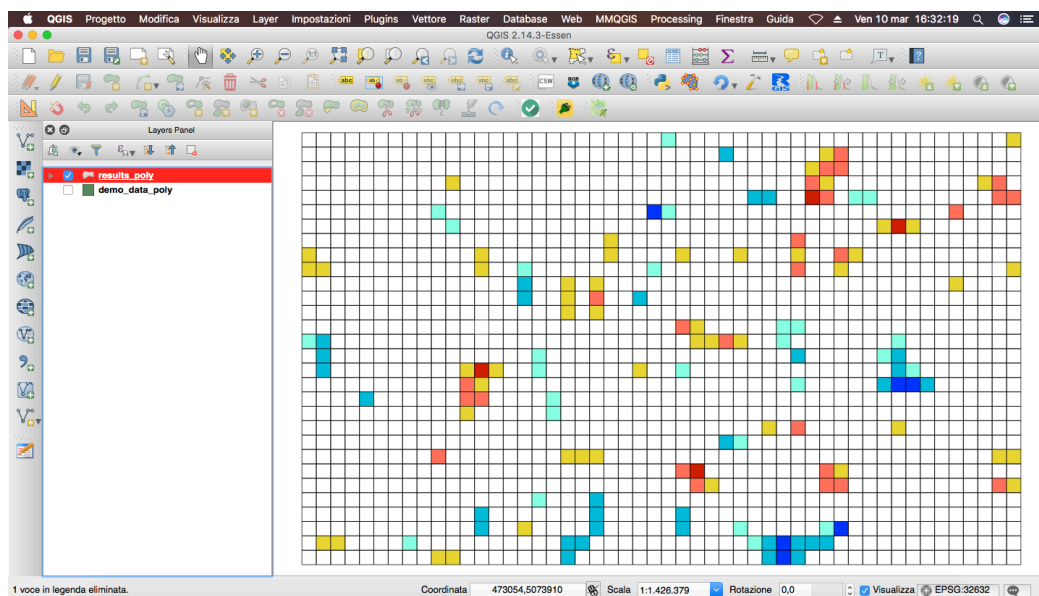 QGIS Progetto Modifica Visualizza Layer Impostazioni Plugins Vettore Raster Database Web MMQGIS Processing Finestra Guida Ven 10 mar 16:32:19
QGIS 2.14.3-Essen
Layers Panel
results_poly
demo_data_poly
1 voce in legenda eliminata. Coordinata 473054,5073910 Scala 1:1.426.379 Rotazione 0,0 Visualizza EPSG:32632